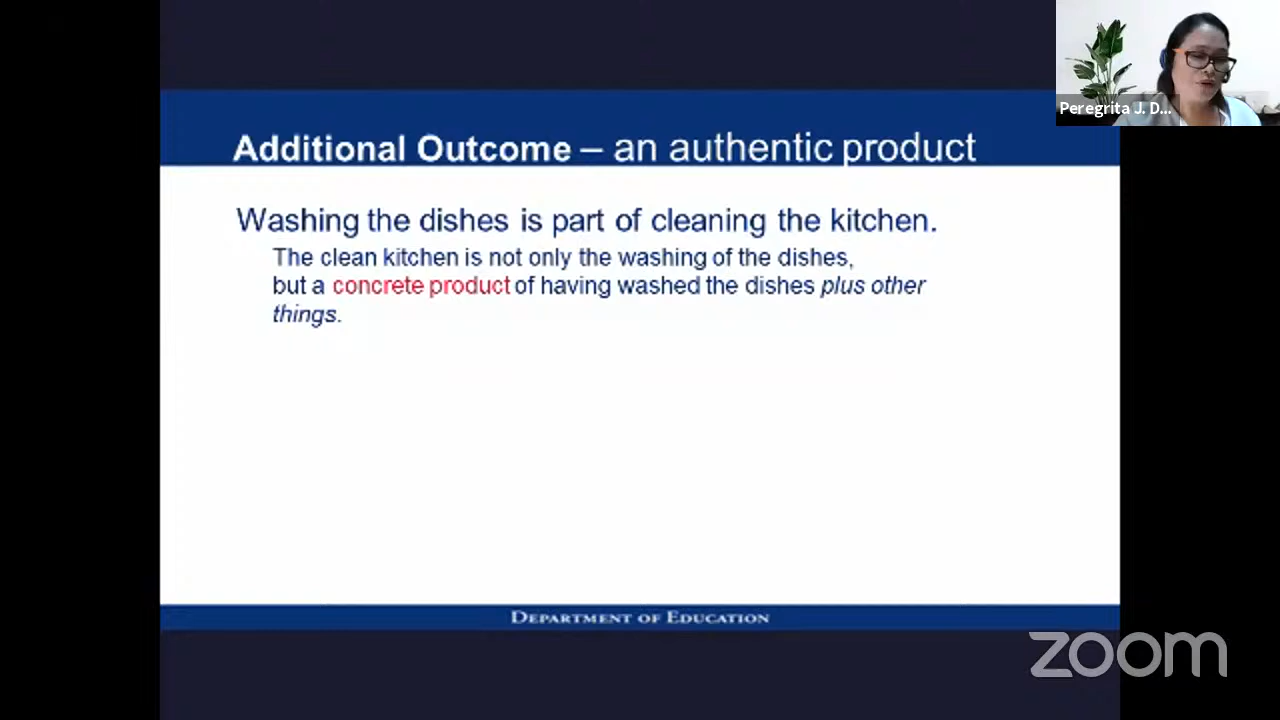 Peregrita J. D...
Additional Outcome – an authentic product
Washing the dishes is part of cleaning the kitchen.
The clean kitchen is not only the washing of the dishes,
but a concrete product of having washed the dishes plus other
things.
DEPARTMENT OF EDUCATION
zoom